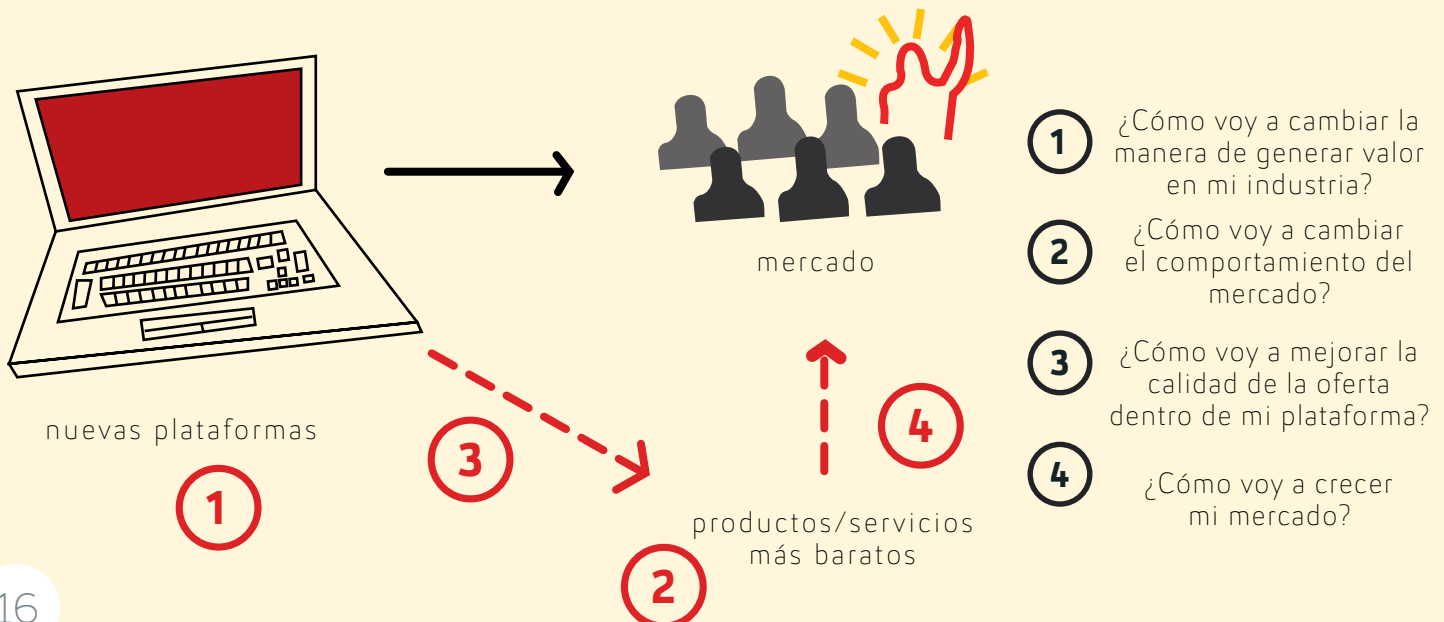 mercado
nuevas plataformas
1
3
4
productos/servicios
más baratos
2
1
¿Cómo voy a cambiar la
manera de generar valor
en mi industria?
2
¿Cómo voy a cambiar
el comportamiento del
mercado?
3
¿Cómo voy a mejorar la
calidad de la oferta
dentro de mi plataforma?
4
¿Cómo voy a crecer
mi mercado?
16